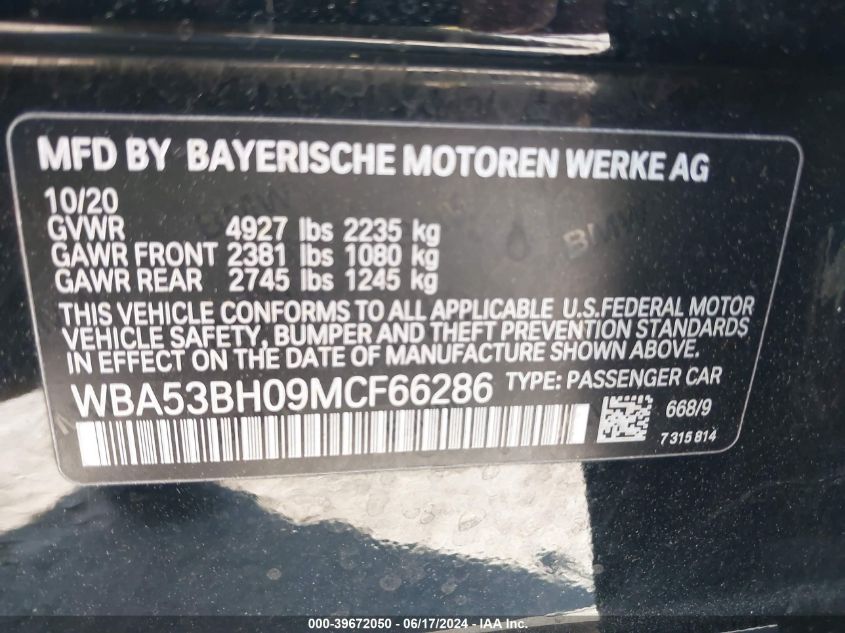 MFD BY BAYERISCHE MOTOREN WERKE AG
10/20
GVWR 4927 lbs 2235 kg
GAWR FRONT 2381 lbs 1080 kg
GAWR REAR 2745 lbs 1245 kg
THIS VEHICLE CONFORMS TO ALL APPLICABLE U.S.FEDERAL MOTOR
VEHICLE SAFETY, BUMPER AND THEFT PREVENTION STANDARDS
IN EFFECT ON THE DATE OF MANUFACTURE SHOWN ABOVE.
WBA53BH09MCF66286 TYPE: PASSENGER CAR
668/9
7315814
000-39672050 - 06/17/2024 - IAA Inc.